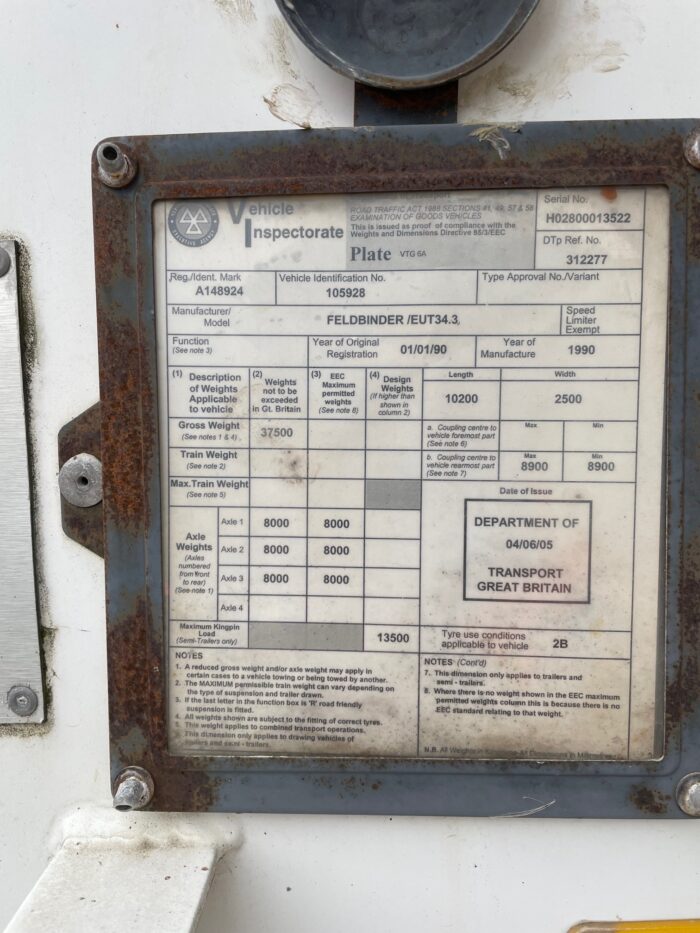 Vehicle
Inspectorate
ROAD TRAFFIC ACT 1988 SECTIONS 41, 49, 57 & 58
EXAMINATION OF GOODS VEHICLES
This is issued as proof of compliance with the
Weights and Dimensions Directive 85/3/EEC
Plate VTG 6A
Serial No.
H02800013522
DTp Ref. No.
312277
Reg./Ident. Mark
A148924
Vehicle Identification No.
105928
Type Approval No./Variant
Manufacturer/
Model
FELDBINDER /EUT34.3
Speed
Limiter
Exempt
Function
(See note 3)
Year of Original
Registration 01/01/90
Year of
Manufacture 1990
(1) Description
of Weights
Applicable
to vehicle
(2)
Weights
not to be
exceeded
in Gt. Britain
(3) EEC
Maximum
permitted
weights
(See note 8)
(4) Design
Weights
(If higher than
shown in
column 2)
Length
10200
Width
2500
Gross Weight
(See notes 1 & 4)
37500
a. Coupling centre to
vehicle foremost part
(See note 6)
Max
Min
Train Weight
(See note 2)
b. Coupling centre to
vehicle rearmost part
(See note 7)
Max
8900
Min
8900
Max.Train Weight
(See note 5)
Date of Issue
Axle
Weights
(Axles
numbered
from front
to rear)
(See note 1)
Axle 1 8000 8000
Axle 2 8000 8000
Axle 3 8000 8000
Axle 4
DEPARTMENT OF
04/06/05
TRANSPORT
GREAT BRITAIN
Maximum Kingpin
Load
(Semi-Trailers only)
13500
Tyre use conditions
applicable to vehicle 2B
NOTES
1. A reduced gross weight and/or axle weight may apply in
certain cases to a vehicle towing or being towed by another.
2. The MAXIMUM permissible train weight can vary depending on
the type of suspension and trailer drawn.
3. If the last letter in the function box is 'R' road friendly
suspension is fitted.
4. All weights shown are subject to the fitting of correct tyres.
5. This weight applies to combined transport operations.
6. This dimension only applies to drawing vehicles of
trailers and semi - trailers.
NOTES (Cont'd)
7. This dimension only applies to trailers and
semi - trailers.
8. Where there is no weight shown in the EEC maximum
permitted weights column this is because there is no
EEC standard relating to that weight.
N.B. All Weights in